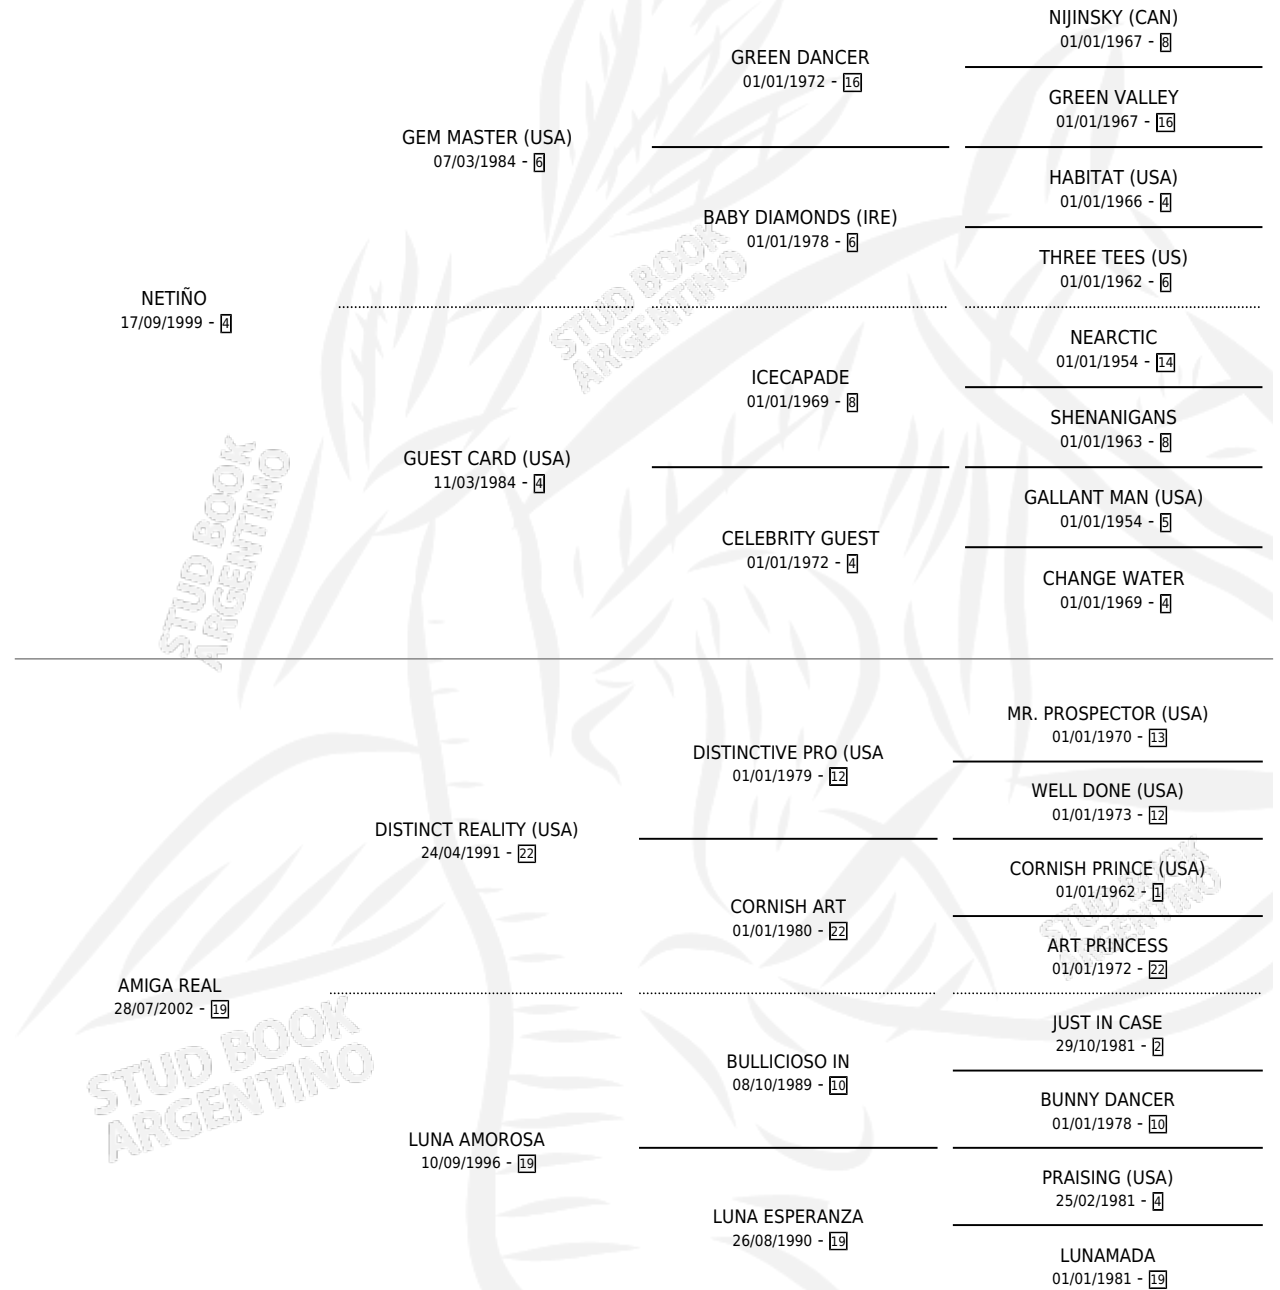 NIJINSKY (CAN)
01/01/1967 - 8
GREEN DANCER
01/01/1972 - 16
GREEN VALLEY
01/01/1967 - 16
GEM MASTER (USA)
07/03/1984 - 6
HABITAT (USA)
01/01/1966 - 4
BABY DIAMONDS (IRE)
01/01/1978 - 6
THREE TEES (US)
01/01/1962 - 6
NETIÑO
17/09/1999 - 4
STUD BOOK
ARGENTINO
NEARCTIC
01/01/1954 - 14
ICECAPADE
01/01/1969 - 8
SHENANIGANS
01/01/1963 - 8
GUEST CARD (USA)
11/03/1984 - 4
GALLANT MAN (USA)
01/01/1954 - 5
CELEBRITY GUEST
01/01/1972 - 4
CHANGE WATER
01/01/1969 - 4
STUD BOOK
ARGENTINO
MR. PROSPECTOR (USA)
01/01/1970 - 13
DISTINCTIVE PRO (USA
01/01/1979 - 12
WELL DONE (USA)
01/01/1973 - 12
DISTINCT REALITY (USA)
24/04/1991 - 22
CORNISH PRINCE (USA)
01/01/1962 - 1
CORNISH ART
01/01/1980 - 22
ART PRINCESS
01/01/1972 - 22
STUD BOOK
ARGENTINO
AMIGA REAL
28/07/2002 - 19
JUST IN CASE
29/10/1981 - 2
BULLICIOSO IN
08/10/1989 - 10
BUNNY DANCER
01/01/1978 - 10
STUD BOOK
ARGENTINO
LUNA AMOROSA
10/09/1996 - 19
PRAISING (USA)
25/02/1981 - 4
LUNA ESPERANZA
26/08/1990 - 19
LUNAMADA
01/01/1981 - 19